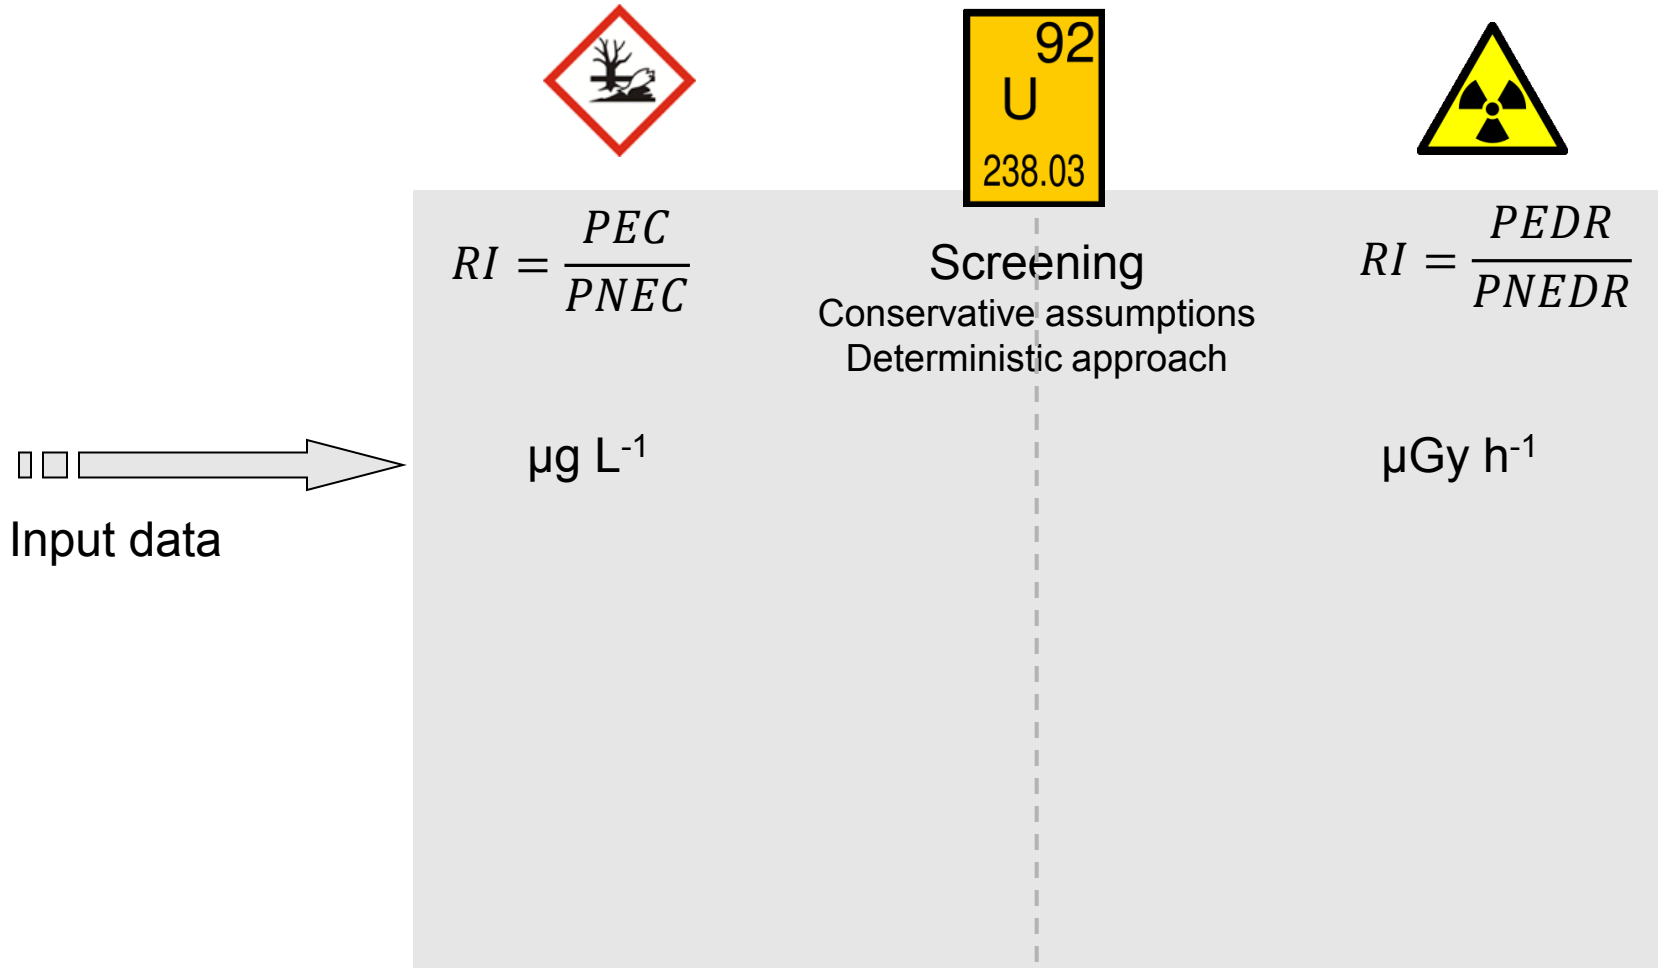 92
U
238.03
RI = PEC / PNEC
Screening
Conservative assumptions
Deterministic approach
RI = PEDR / PNEDR
µg L⁻¹
µGy h⁻¹
Input data